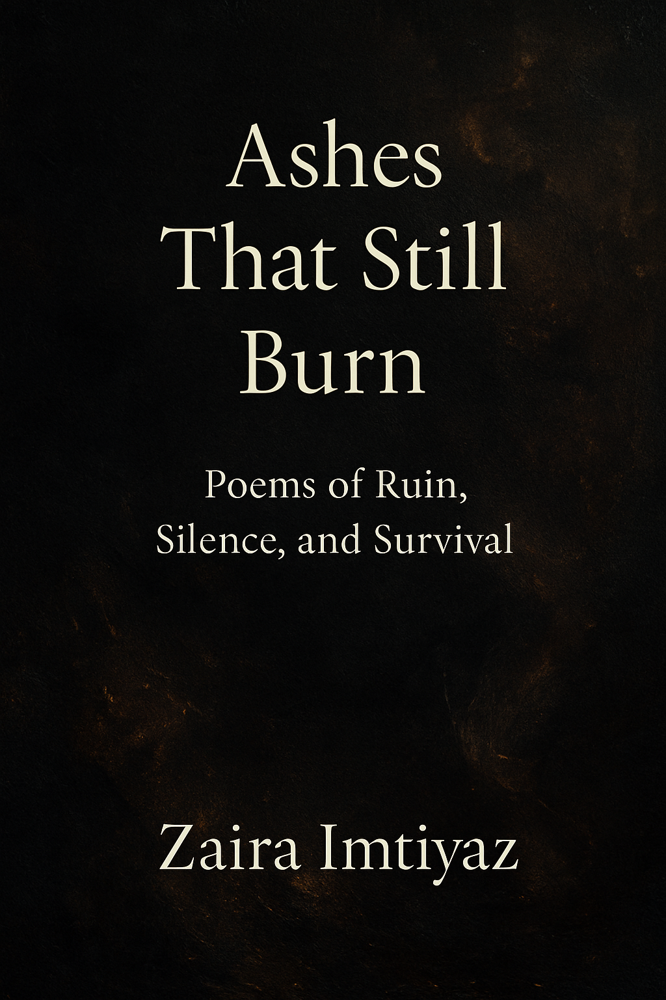 Ashes
That Still
Burn
Poems of Ruin,
Silence, and Survival
Zaira Imtiyaz